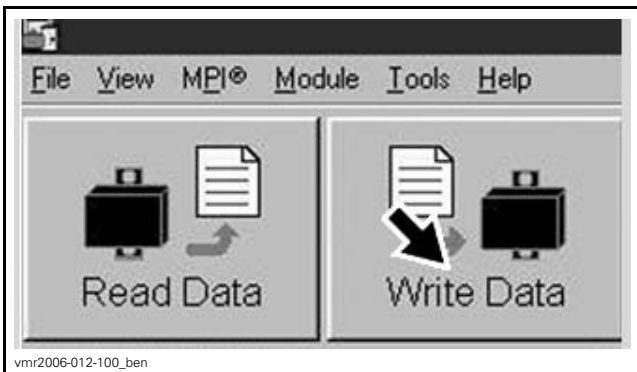 File View MPI® Module Tools Help
Read Data Write Data
vmr2006-012-100_ben